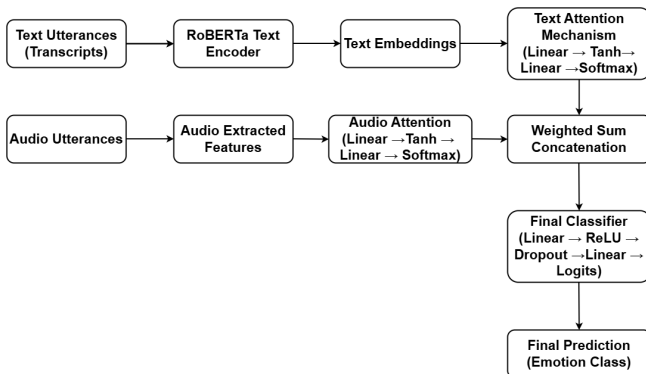 Text Utterances
(Transcripts)
RoBERTa Text
Encoder
Text Embeddings
Text Attention
Mechanism
(Linear → Tanh→
Linear →Softmax)
Audio Utterances
Audio Extracted
Features
Audio Attention
(Linear →Tanh →
Linear → Softmax)
Weighted Sum
Concatenation
Final Classifier
(Linear → ReLU →
Dropout →Linear →
Logits)
Final Prediction
(Emotion Class)